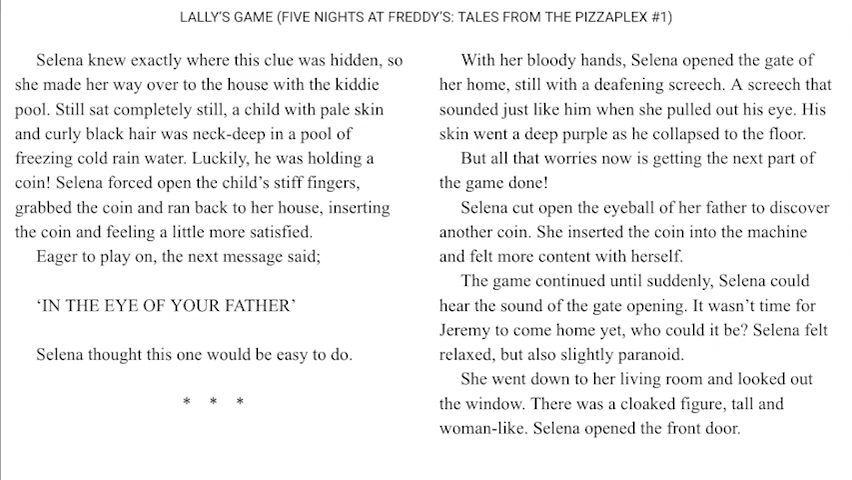 LALLY'S GAME (FIVE NIGHTS AT FREDDY'S: TALES FROM THE PIZZAPLEX #1)
Selena knew exactly where this clue was hidden, so
she made her way over to the house with the kiddie
pool. Still sat completely still, a child with pale skin
and curly black hair was neck-deep in a pool of
freezing cold rain water. Luckily, he was holding a
coin! Selena forced open the child's stiff fingers,
grabbed the coin and ran back to her house, inserting
the coin and feeling a little more satisfied.
Eager to play on, the next message said;
‘IN THE EYE OF YOUR FATHER’
Selena thought this one would be easy to do.
* * *
With her bloody hands, Selena opened the gate of
her home, still with a deafening screech. A screech that
sounded just like him when she pulled out his eye. His
skin went a deep purple as he collapsed to the floor.
But all that worries now is getting the next part of
the game done!
Selena cut open the eyeball of her father to discover
another coin. She inserted the coin into the machine
and felt more content with herself.
The game continued until suddenly, Selena could
hear the sound of the gate opening. It wasn't time for
Jeremy to come home yet, who could it be? Selena felt
relaxed, but also slightly paranoid.
She went down to her living room and looked out
the window. There was a cloaked figure, tall and
woman-like. Selena opened the front door.